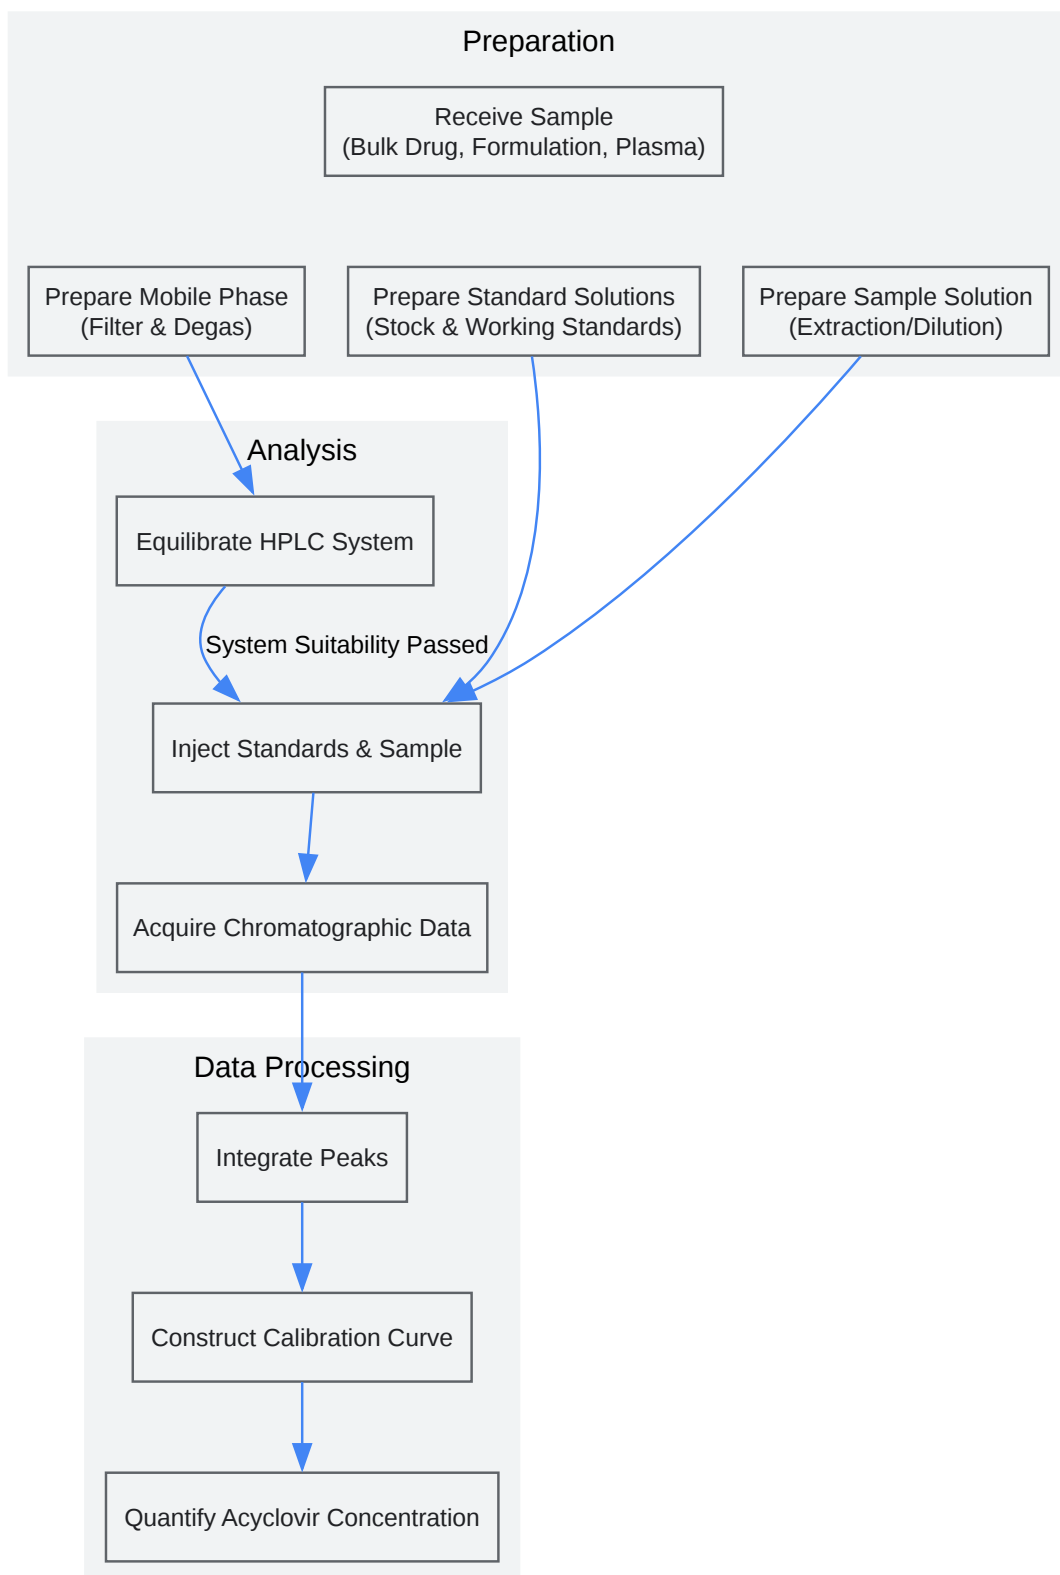 Preparation
Receive Sample
(Bulk Drug, Formulation, Plasma)
Prepare Mobile Phase
(Filter & Degas)
Prepare Standard Solutions
(Stock & Working Standards)
Prepare Sample Solution
(Extraction/Dilution)
Analysis
Equilibrate HPLC System
System Suitability Passed
Inject Standards & Sample
Acquire Chromatographic Data
Data Processing
Integrate Peaks
Construct Calibration Curve
Quantify Acyclovir Concentration